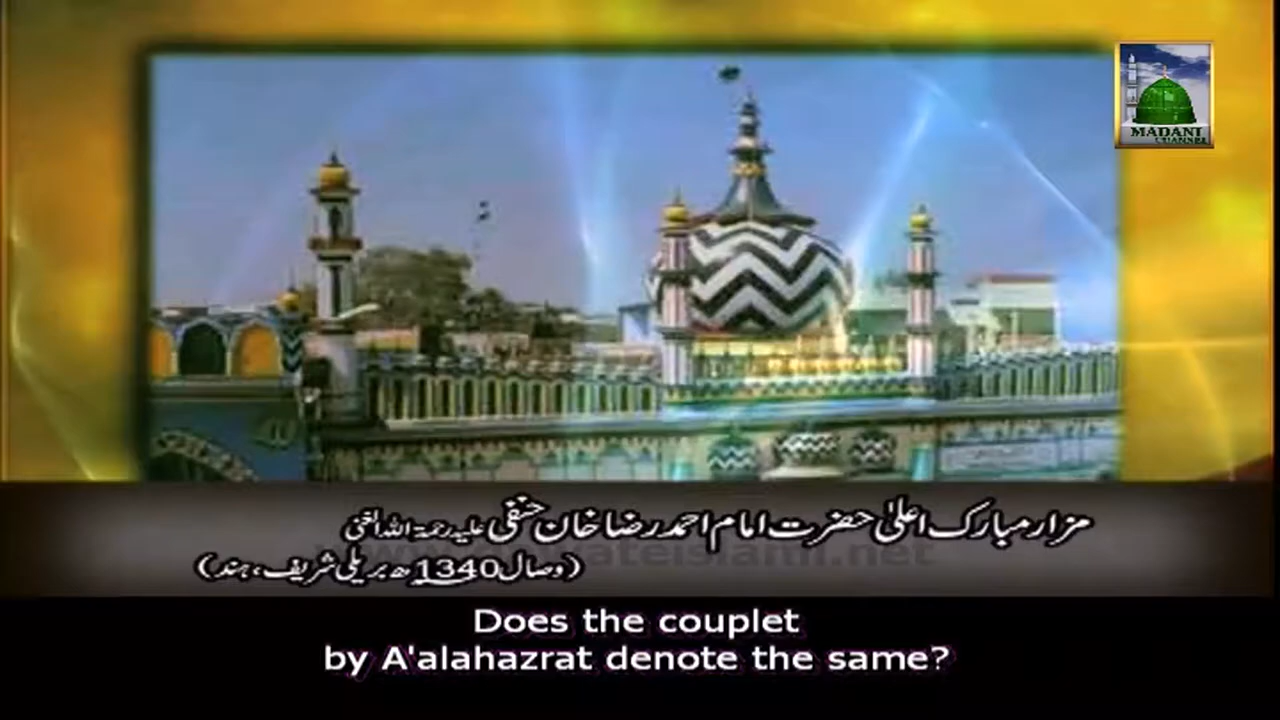 MADANI
CHANNEL
مزار مبارک اعلیٰ حضرت امام احمد رضا خان حنفی علیہ رحمۃ اللہ الغنی
(وصال 1340ھ بریلی شریف، ہند)
Does the couplet
by A'alahazrat denote the same?